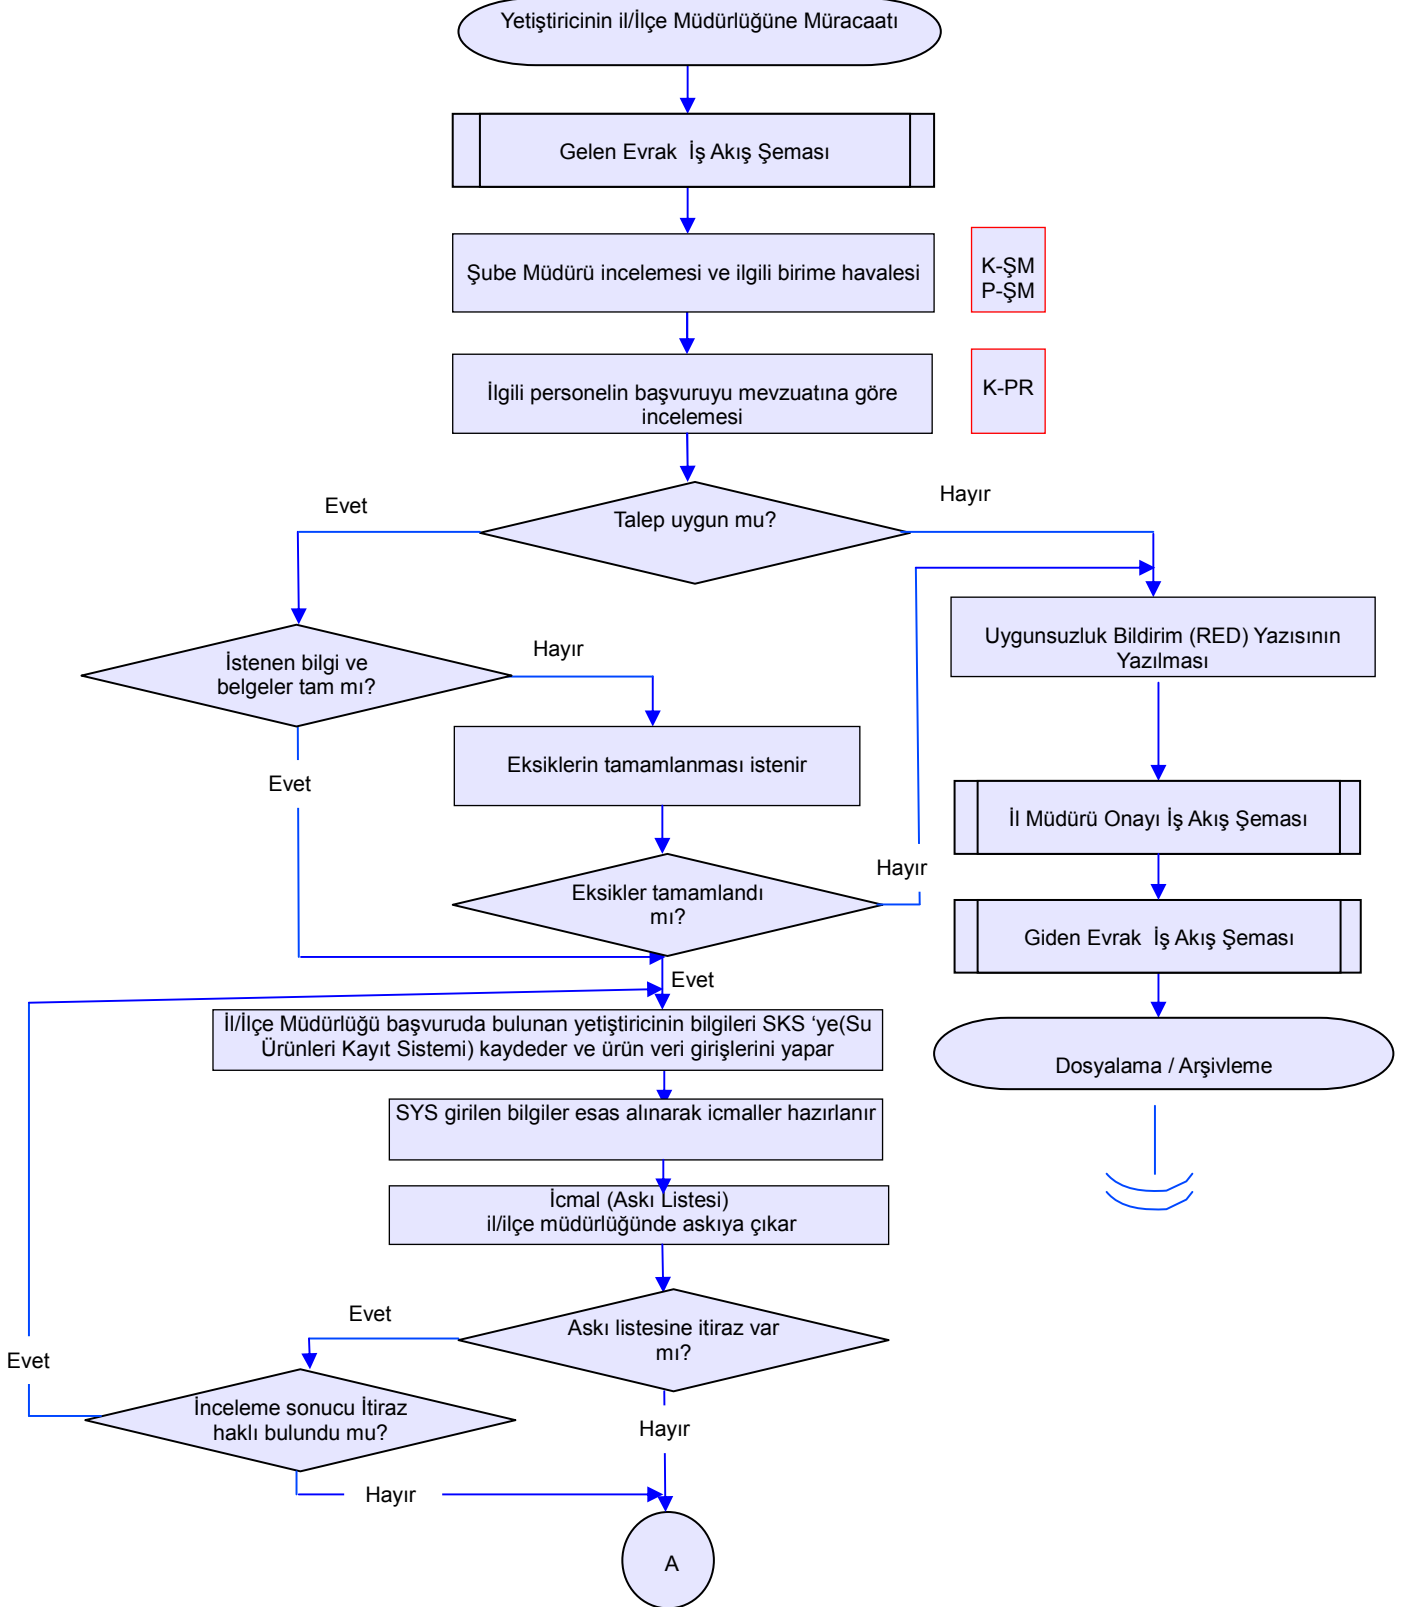 Yetiştiricinin il/İlçe Müdürlüğüne Müracaatı
Gelen Evrak İş Akış Şeması
Şube Müdürü incelemesi ve ilgili birime havalesi
K-ŞM
P-ŞM
İlgili personelin başvuruyu mevzuatına göre
incelemesi
K-PR
Talep uygun mu?
Evet
Hayır
İstenen bilgi ve
belgeler tam mı?
Hayır
Uygunsuzluk Bildirim (RED) Yazısının
Yazılması
Evet
Eksiklerin tamamlanması istenir
İl Müdürü Onayı İş Akış Şeması
Hayır
Eksikler tamamlandı
mı?
Giden Evrak İş Akış Şeması
Evet
İl/İlçe Müdürlüğü başvuruda bulunan yetiştiricinin bilgileri SKS ‘ye(Su
Ürünleri Kayıt Sistemi) kaydeder ve ürün veri girişlerini yapar
Dosyalama / Arşivleme
SYS girilen bilgiler esas alınarak icmaller hazırlanır
İcmal (Askı Listesi)
il/ilçe müdürlüğünde askıya çıkar
Evet
Askı listesine itiraz var
mı?
Evet
İnceleme sonucu İtiraz
haklı bulundu mu?
Hayır
Hayır
A